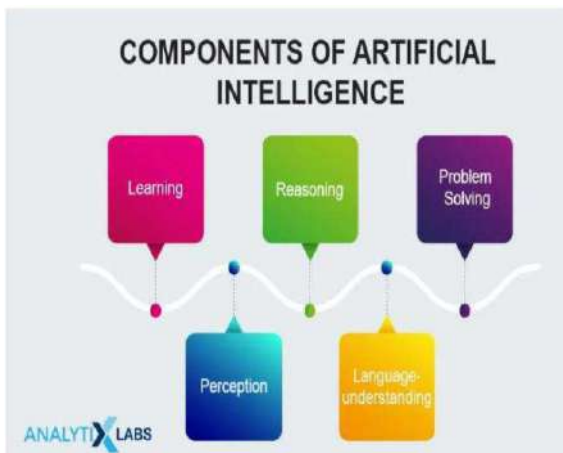 COMPONENTS OF ARTIFICIAL
INTELLIGENCE
Learning
Reasoning
Problem
Solving
Perception
Language-
understanding
ANALYTIX LABS